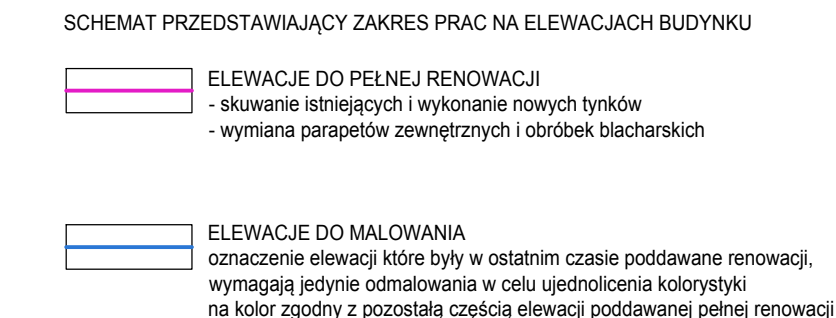 SCHEMAT PRZEDSTAWIAJĄCY ZAKRES PRAC NA ELEWACJACH BUDYNKU
ELEWACJE DO PEŁNEJ RENOWACJI
- skuwanie istniejących i wykonanie nowych tynków
- wymiana parapetów zewnętrznych i obróbek blacharskich
ELEWACJE DO MALOWANIA
oznaczenie elewacji które były w ostatnim czasie poddawane renowacji,
wymagają jedynie odmalowania w celu ujednolicenia kolorystyki
na kolor zgodny z pozostałą częścią elewacji poddawanej pełnej renowacji